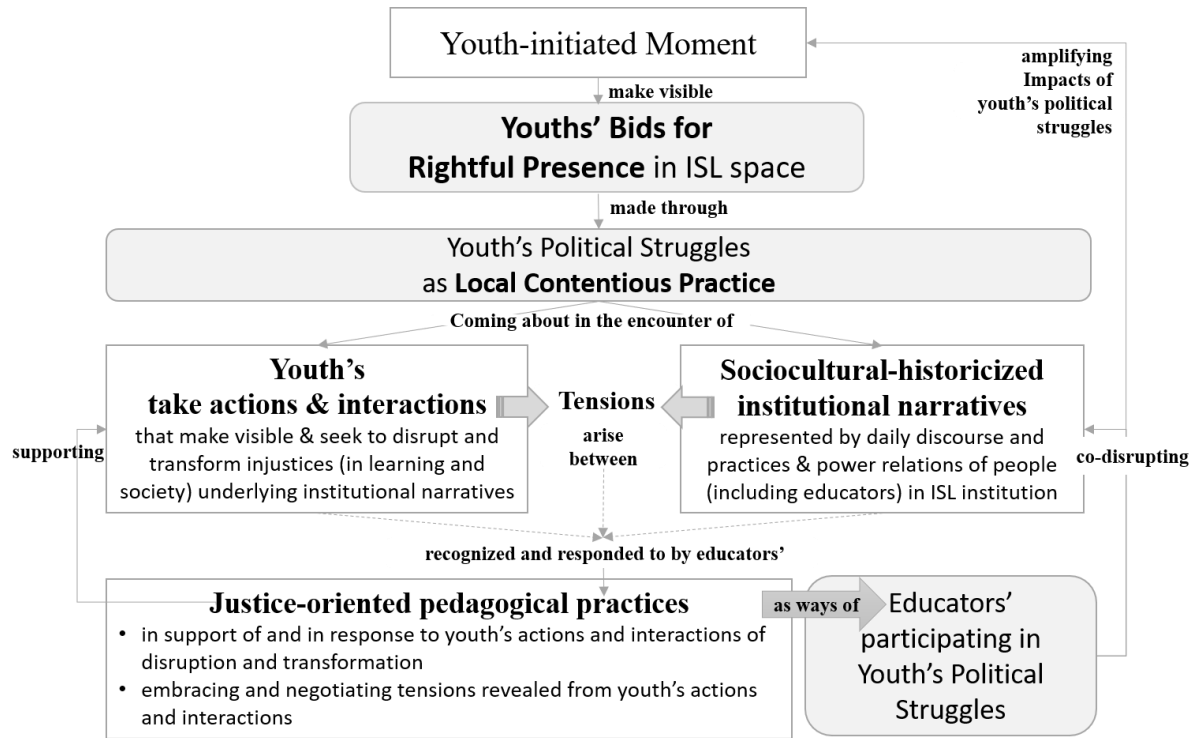 Youth-initiated Moment
amplifying
Impacts of
youth's political
struggles
make visible
Youths' Bids for
Rightful Presence in ISL space
made through
Youth's Political Struggles
as Local Contentious Practice
Coming about in the encounter of
Youth's
take actions & interactions
that make visible & seek to disrupt and
transform injustices (in learning and
society) underlying institutional narratives
Tensions
arise
between
Sociocultural-historicized
institutional narratives
represented by daily discourse and
practices & power relations of people
(including educators) in ISL institution
supporting
co-disrupting
recognized and responded to by educators'
Justice-oriented pedagogical practices
• in support of and in response to youth's actions and interactions of
disruption and transformation
• embracing and negotiating tensions revealed from youth's actions
and interactions
as ways of
Educators'
participating in
Youth's Political
Struggles